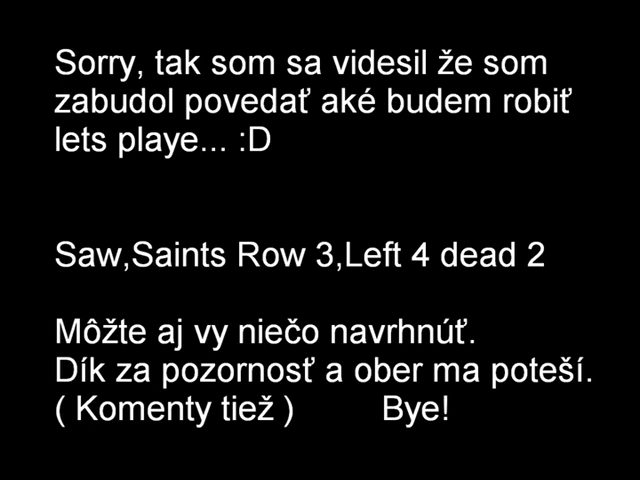 Sorry, tak som sa videsil že som
zabudol povedať aké budem robiť
lets playe... :D
Saw,Saints Row 3,Left 4 dead 2
Môžte aj vy niečo navrhnúť.
Dík za pozornosť a ober ma poteší.
( Komenty tiež ) Bye!